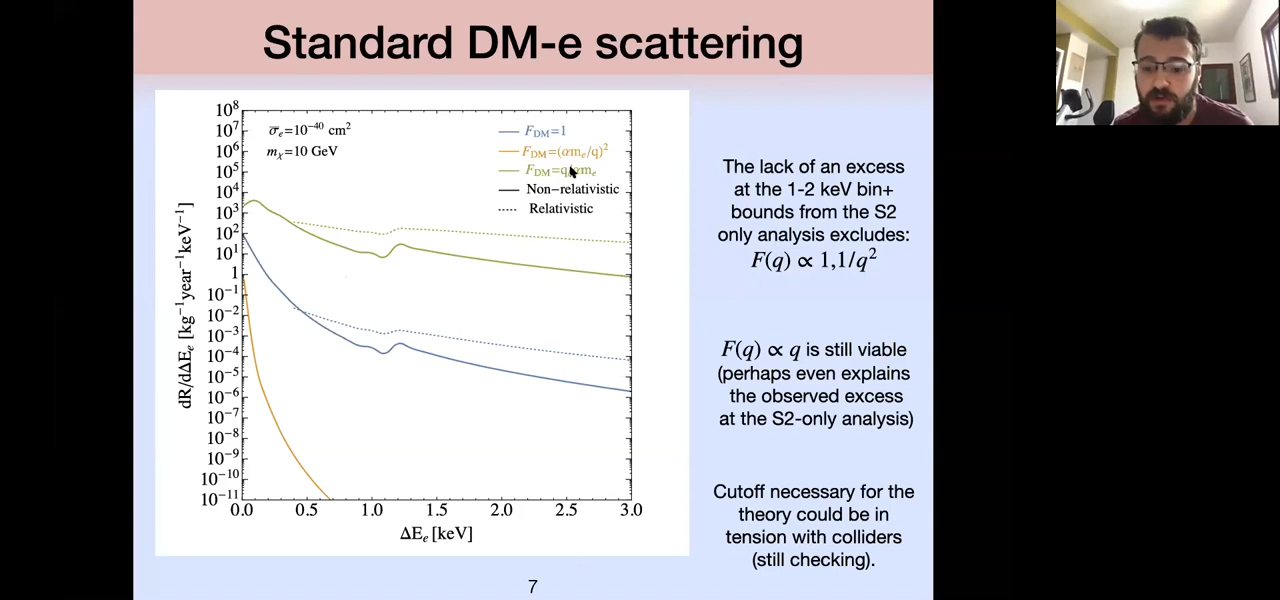 Standard DM-e scattering
σ̅ₑ=10⁻⁴⁰ cm²
mχ=10 GeV
F_DM=1
F_DM=(αmₑ/q)²
F_DM=q/αmₑ
Non−relativistic
Relativistic
dR/dΔEₑ [kg⁻¹year⁻¹keV⁻¹]
10⁸
10⁷
10⁶
10⁵
10⁴
10³
10²
10¹
1
10⁻¹
10⁻²
10⁻³
10⁻⁴
10⁻⁵
10⁻⁶
10⁻⁷
10⁻⁸
10⁻⁹
10⁻¹⁰
10⁻¹¹
0.0 0.5 1.0 1.5 2.0 2.5 3.0
ΔEₑ [keV]
The lack of an excess
at the 1-2 keV bin+
bounds from the S2
only analysis excludes:
F(q) ∝ 1,1/q²
F(q) ∝ q is still viable
(perhaps even explains
the observed excess
at the S2-only analysis)
Cutoff necessary for the
theory could be in
tension with colliders
(still checking).
7